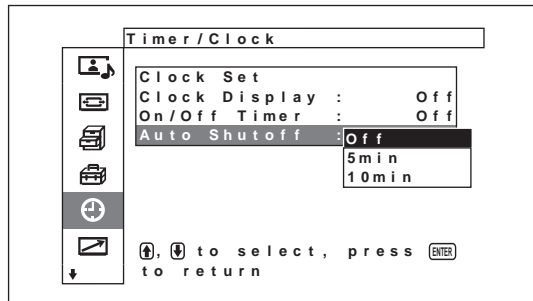 Timer/Clock
Clock Set
Clock Display : Off
On/Off Timer : Off
Auto Shutoff : Off
5min
10min
↑, ↓ to select, press ENTER
to return